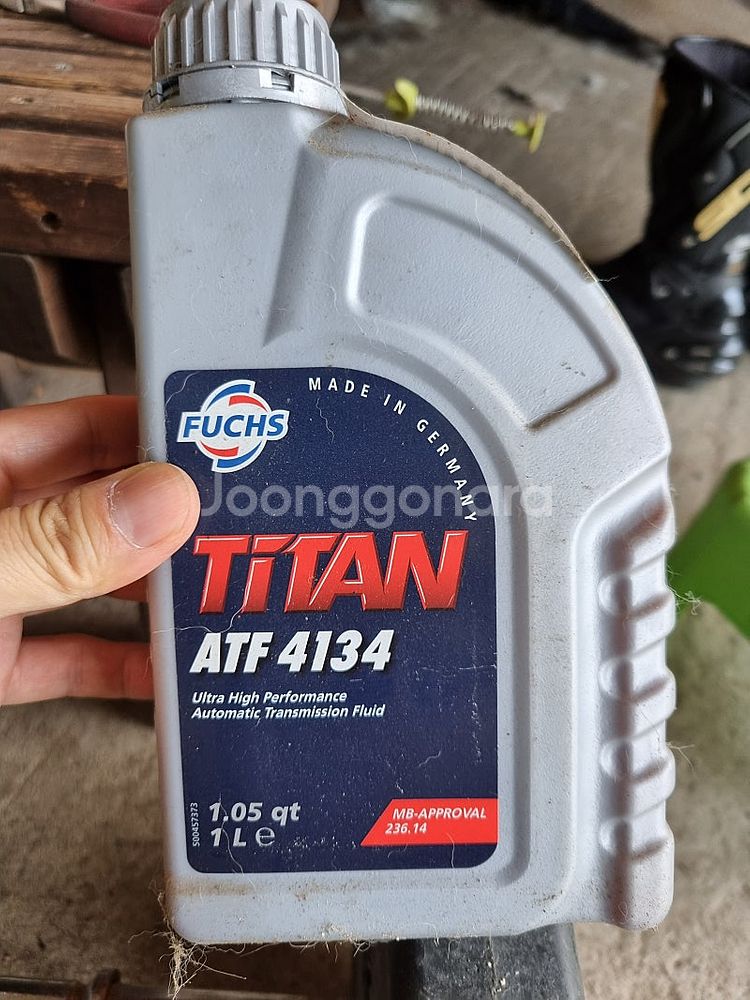 FUCHS
MADE IN GERMANY
Joonggonara
TiTAN
ATF 4134
Ultra High Performance
Automatic Transmission Fluid
1.05 qt
1 L ℮
MB-APPROVAL
236.14
500457373